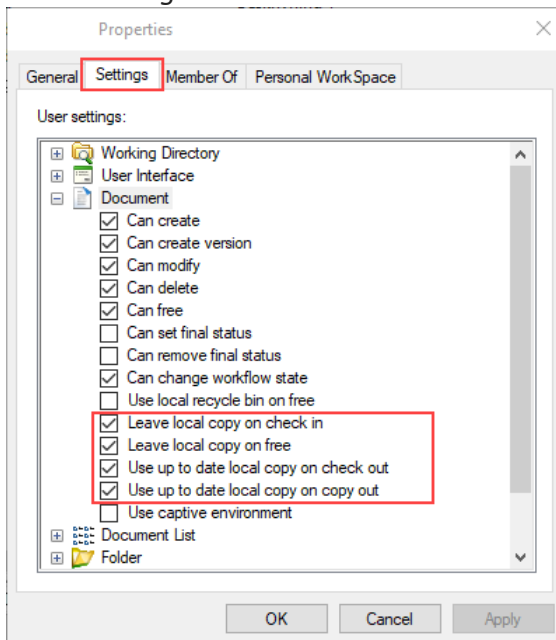 Properties
General Settings Member Of Personal WorkSpace
User settings:
Working Directory
User Interface
Document
Can create
Can create version
Can modify
Can delete
Can free
Can set final status
Can remove final status
Can change workflow state
Use local recycle bin on free
Leave local copy on check in
Leave local copy on free
Use up to date local copy on check out
Use up to date local copy on copy out
Use captive environment
Document List
Folder
OK Cancel Apply